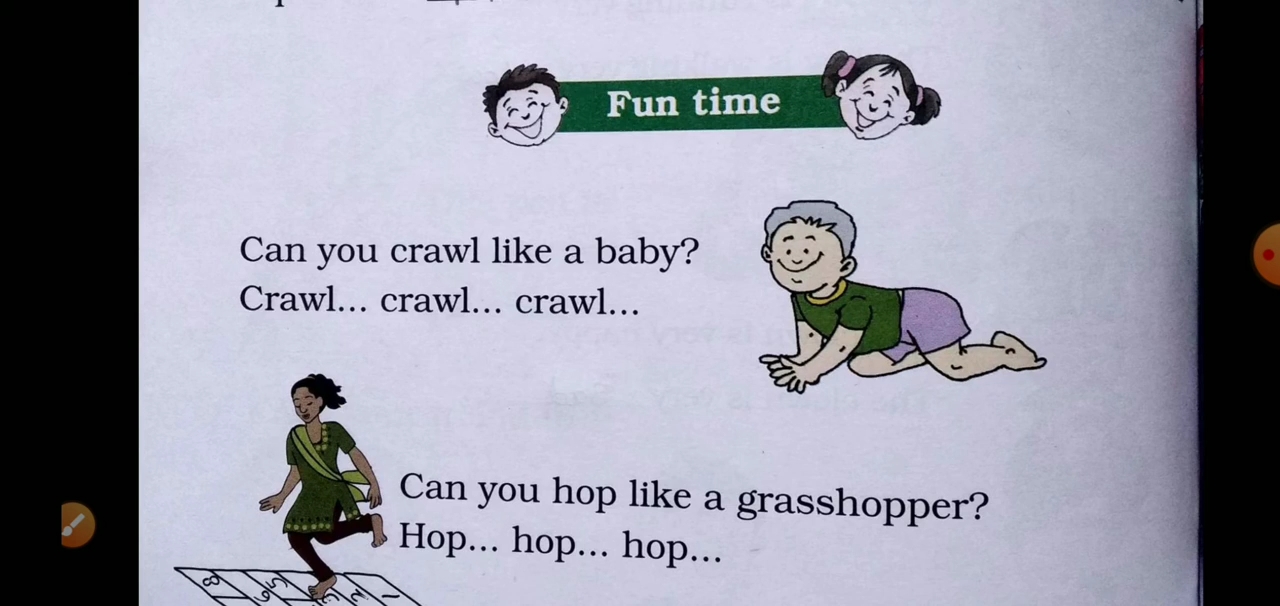 Fun time
Can you crawl like a baby?
Crawl... crawl... crawl...
Can you hop like a grasshopper?
Hop... hop... hop...